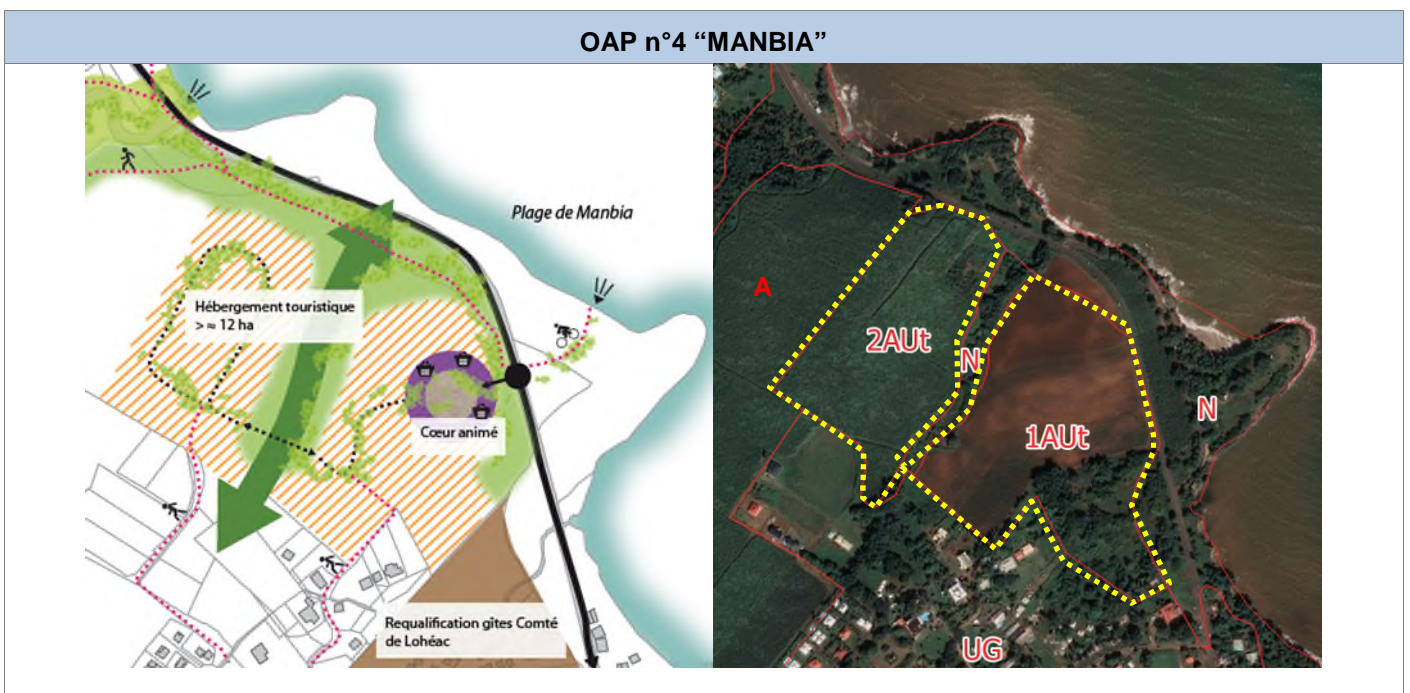 OAP n°4 “MANBIA”
Plage de Manbia
Hébergement touristique
> ≈ 12 ha
Cœur animé
Requalification gîtes Comté
de Lohéac
A
2AUt
N
1AUt
N
UG